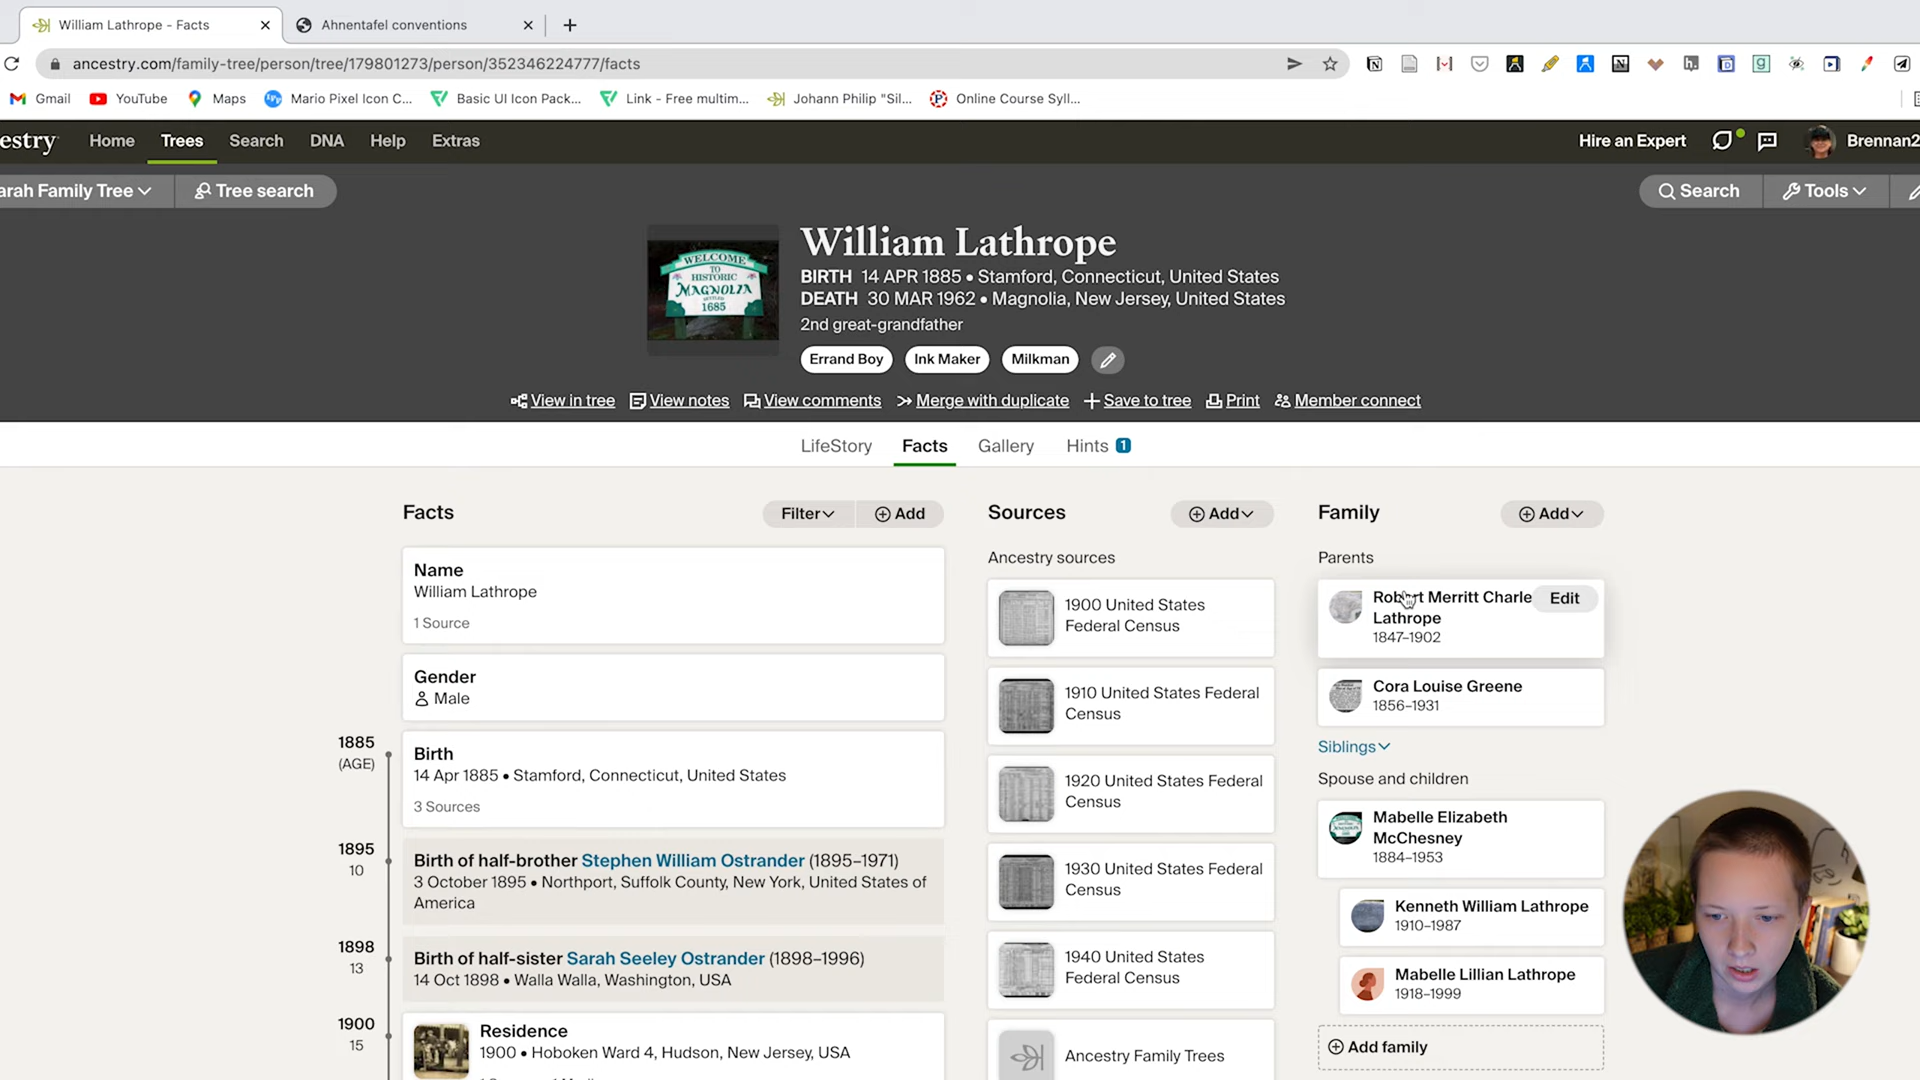 William Lathrope - Facts
Ahnentafel conventions
ancestry.com/family-tree/person/tree/179801273/person/352346224777/facts
Gmail YouTube Maps Mario Pixel Icon C... Basic UI Icon Pack... Link - Free multim... Johann Philip "Sil... Online Course Syll...
estry Home Trees Search DNA Help Extras Hire an Expert Brennan2
arah Family Tree Tree search Search Tools
WELCOME
TO
HISTORIC
MAGNOLIA
SETTLED
1685
William Lathrope
BIRTH 14 APR 1885 • Stamford, Connecticut, United States
DEATH 30 MAR 1962 • Magnolia, New Jersey, United States
2nd great-grandfather
Errand Boy Ink Maker Milkman
View in tree View notes View comments Merge with duplicate Save to tree Print Member connect
LifeStory Facts Gallery Hints 1
Facts Filter Add
Name
William Lathrope
1 Source
Gender
Male
1885
(AGE)
Birth
14 Apr 1885 • Stamford, Connecticut, United States
3 Sources
1895
10
Birth of half-brother Stephen William Ostrander (1895–1971)
3 October 1895 • Northport, Suffolk County, New York, United States of
America
1898
13
Birth of half-sister Sarah Seeley Ostrander (1898–1996)
14 Oct 1898 • Walla Walla, Washington, USA
1900
15
Residence
1900 • Hoboken Ward 4, Hudson, New Jersey, USA
Sources Add
Ancestry sources
1900 United States
Federal Census
1910 United States Federal
Census
1920 United States Federal
Census
1930 United States Federal
Census
1940 United States
Federal Census
Ancestry Family Trees
Family Add
Parents
Robert Merritt Charle Edit
Lathrope
1847–1902
Cora Louise Greene
1856–1931
Siblings
Spouse and children
Mabelle Elizabeth
McChesney
1884–1953
Kenneth William Lathrope
1910–1987
Mabelle Lillian Lathrope
1918–1999
Add family